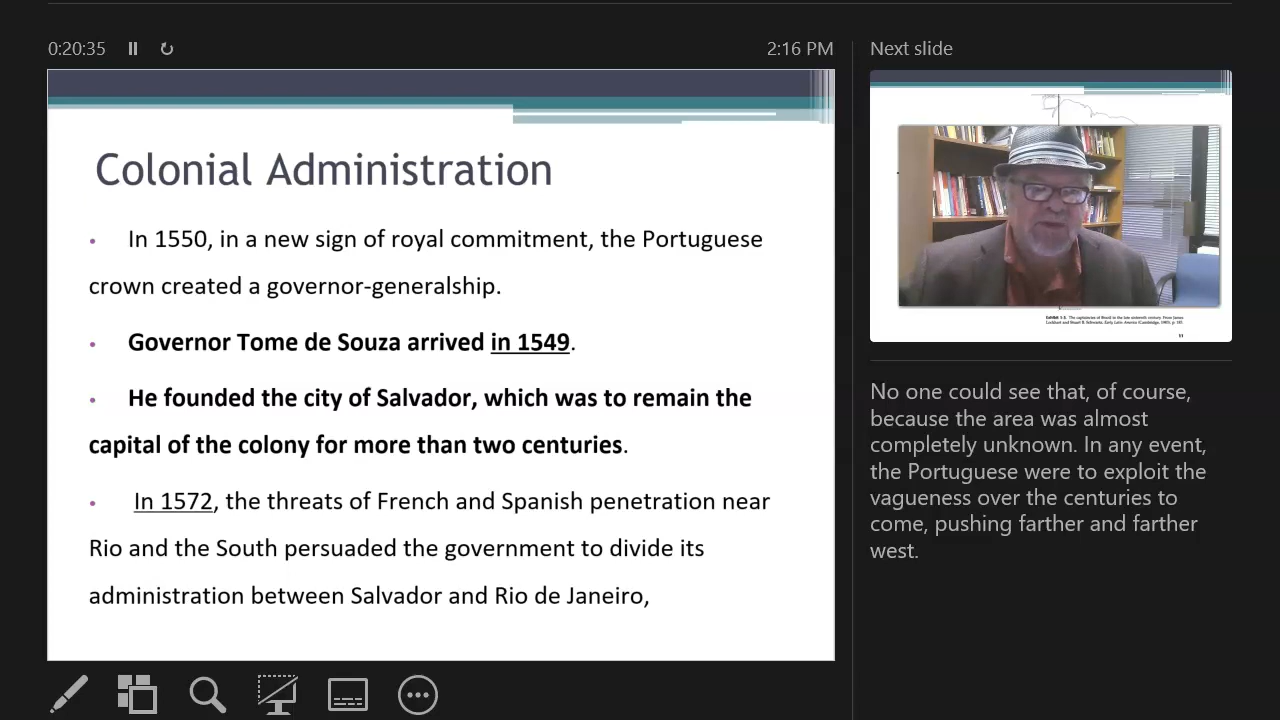 0:20:35
2:16 PM
Next slide
Colonial Administration
• In 1550, in a new sign of royal commitment, the Portuguese
crown created a governor-generalship.
• Governor Tome de Souza arrived in 1549.
• He founded the city of Salvador, which was to remain the
capital of the colony for more than two centuries.
• In 1572, the threats of French and Spanish penetration near
Rio and the South persuaded the government to divide its
administration between Salvador and Rio de Janeiro,
No one could see that, of course,
because the area was almost
completely unknown. In any event,
the Portuguese were to exploit the
vagueness over the centuries to
come, pushing farther and farther
west.